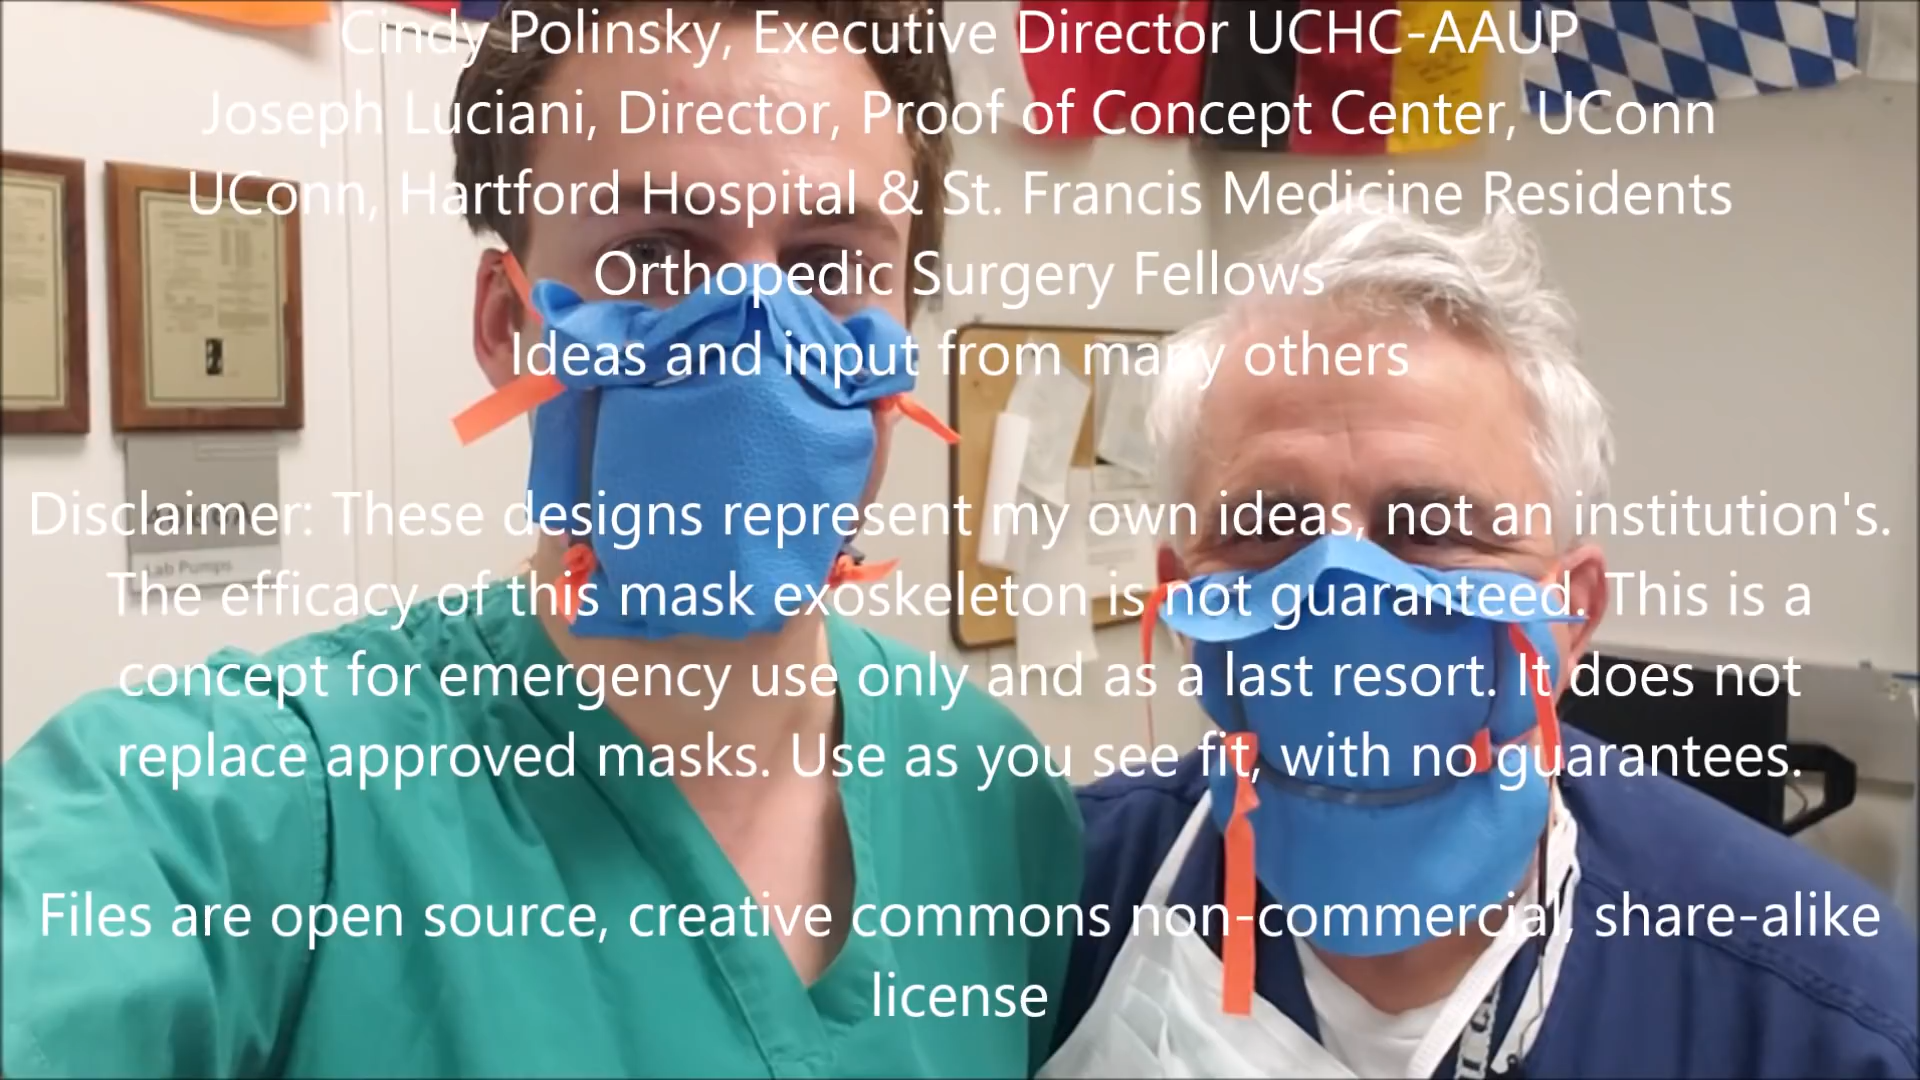 Cindy Polinsky, Executive Director UCHC-AAUP
Joseph Luciani, Director, Proof of Concept Center, UConn
UConn, Hartford Hospital & St. Francis Medicine Residents
Orthopedic Surgery Fellows
Ideas and input from many others
Disclaimer: These designs represent my own ideas, not an institution's.
The efficacy of this mask exoskeleton is not guaranteed. This is a
concept for emergency use only and as a last resort. It does not
replace approved masks. Use as you see fit, with no guarantees.
Files are open source, creative commons non-commercial, share-alike
license
Lab Pumps